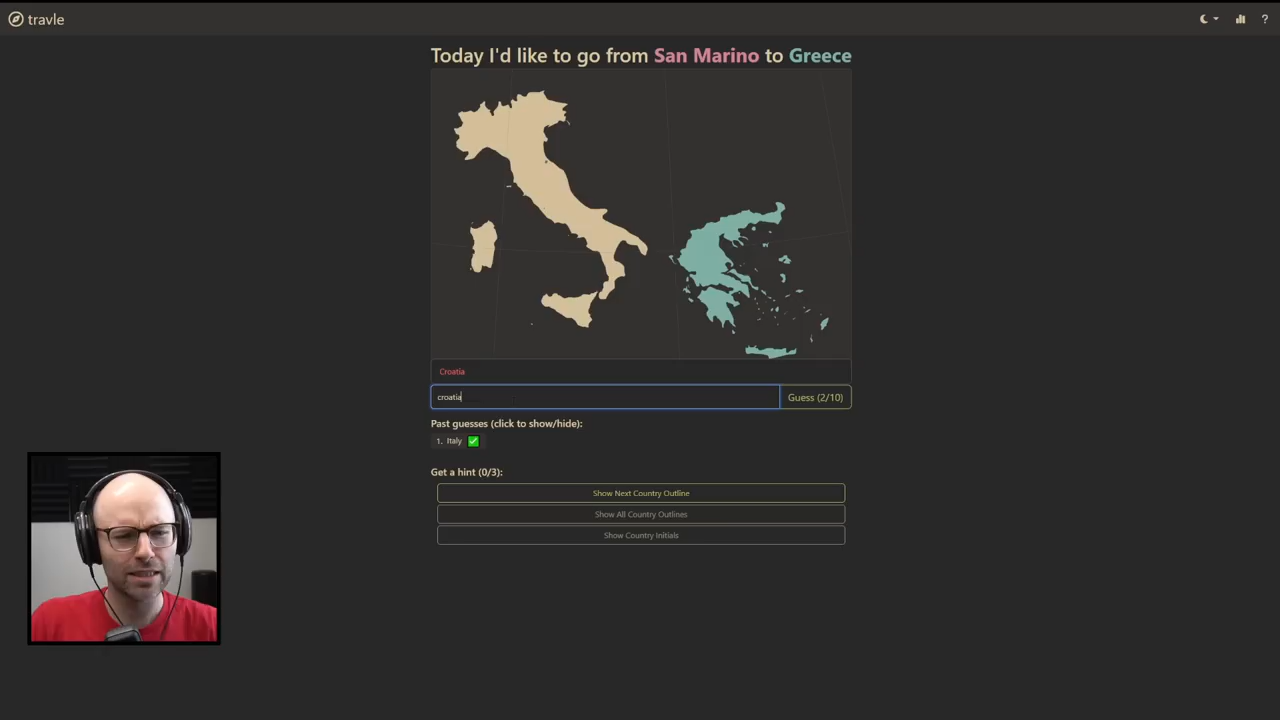 travle
?
Today I'd like to go from San Marino to Greece
Croatia
croatia
Guess (2/10)
Past guesses (click to show/hide):
1. Italy
Get a hint (0/3):
Show Next Country Outline
Show All Country Outlines
Show Country Initials